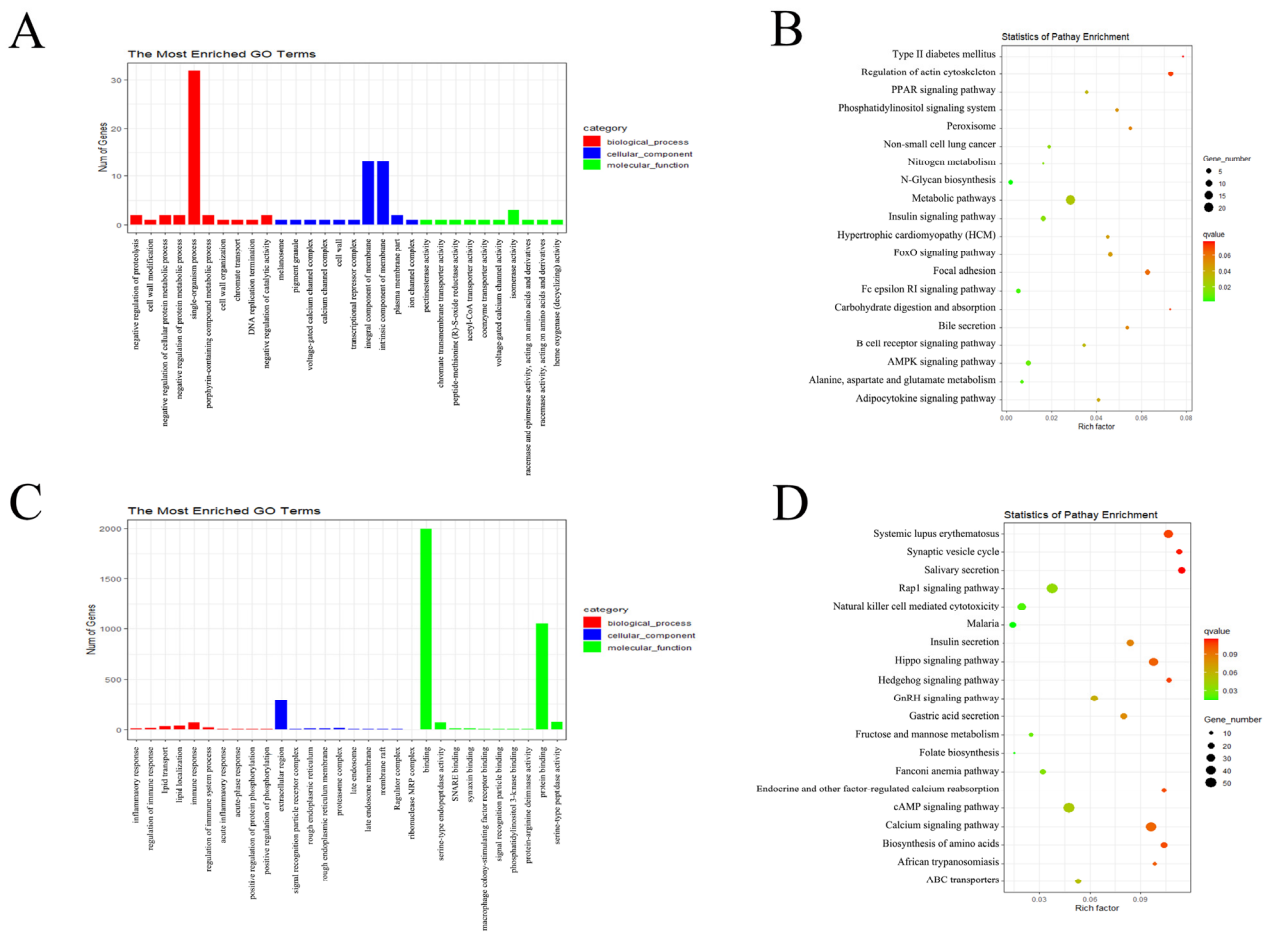 A
The Most Enriched GO Terms
Num of Genes
30
20
10
0
negative regulation of proteolysis
cell wall modification
negative regulation of cellular protein metabolic process
negative regulation of protein metabolic process
single-organism process
porphyrin-containing compound metabolic process
cell wall organization
chromate transport
DNA replication termination
negative regulation of catalytic activity
melanosome
pigment granule
voltage-gated calcium channel complex
calcium channel complex
cell wall
transcriptional repressor complex
integral component of membrane
intrinsic component of membrane
plasma membrane part
ion channel complex
pectinesterase activity
chromate transmembrane transporter activity
peptide-methionine (R)-S-oxide reductase activity
acetyl-CoA transporter activity
coenzyme transporter activity
voltage-gated calcium channel activity
isomerase activity
racemase and epimerase activity, acting on amino acids and derivatives
racemase activity, acting on amino acids and derivatives
heme oxygenase (decyclizing) activity
category
biological_process
cellular_component
molecular_function
B
Statistics of Pathay Enrichment
Type II diabetes mellitus
Regulation of actin cytoskeleton
PPAR signaling pathway
Phosphatidylinositol signaling system
Peroxisome
Non-small cell lung cancer
Nitrogen metabolism
N-Glycan biosynthesis
Metabolic pathways
Insulin signaling pathway
Hypertrophic cardiomyopathy (HCM)
FoxO signaling pathway
Focal adhesion
Fc epsilon RI signaling pathway
Carbohydrate digestion and absorption
Bile secretion
B cell receptor signaling pathway
AMPK signaling pathway
Alanine, aspartate and glutamate metabolism
Adipocytokine signaling pathway
0.00 0.02 0.04 0.06 0.08
Rich factor
Gene_number
5
10
15
20
qvalue
0.06
0.04
0.02
C
The Most Enriched GO Terms
Num of Genes
2000
1500
1000
500
0
inflammatory response
regulation of immune response
lipid transport
lipid localization
immune response
regulation of immune system process
acute inflammatory response
acute-phase response
positive regulation of protein phosphorylation
positive regulation of phosphorylation
extracellular region
signal recognition particle receptor complex
rough endoplasmic reticulum
rough endoplasmic reticulum membrane
proteasome complex
late endosome
late endosome membrane
membrane raft
Ragulator complex
ribonuclease MRP complex
binding
serine-type endopeptidase activity
SNARE binding
syntaxin binding
macrophage colony-stimulating factor receptor binding
signal recognition particle binding
phosphatidylinositol 3-kinase binding
protein-arginine deiminase activity
protein binding
serine-type peptidase activity
category
biological_process
cellular_component
molecular_function
D
Statistics of Pathay Enrichment
Systemic lupus erythematosus
Synaptic vesicle cycle
Salivary secretion
Rap1 signaling pathway
Natural killer cell mediated cytotoxicity
Malaria
Insulin secretion
Hippo signaling pathway
Hedgehog signaling pathway
GnRH signaling pathway
Gastric acid secretion
Fructose and mannose metabolism
Folate biosynthesis
Fanconi anemia pathway
Endocrine and other factor-regulated calcium reabsorption
cAMP signaling pathway
Calcium signaling pathway
Biosynthesis of amino acids
African trypanosomiasis
ABC transporters
0.03 0.06 0.09
Rich factor
qvalue
0.09
0.06
0.03
Gene_number
10
20
30
40
50